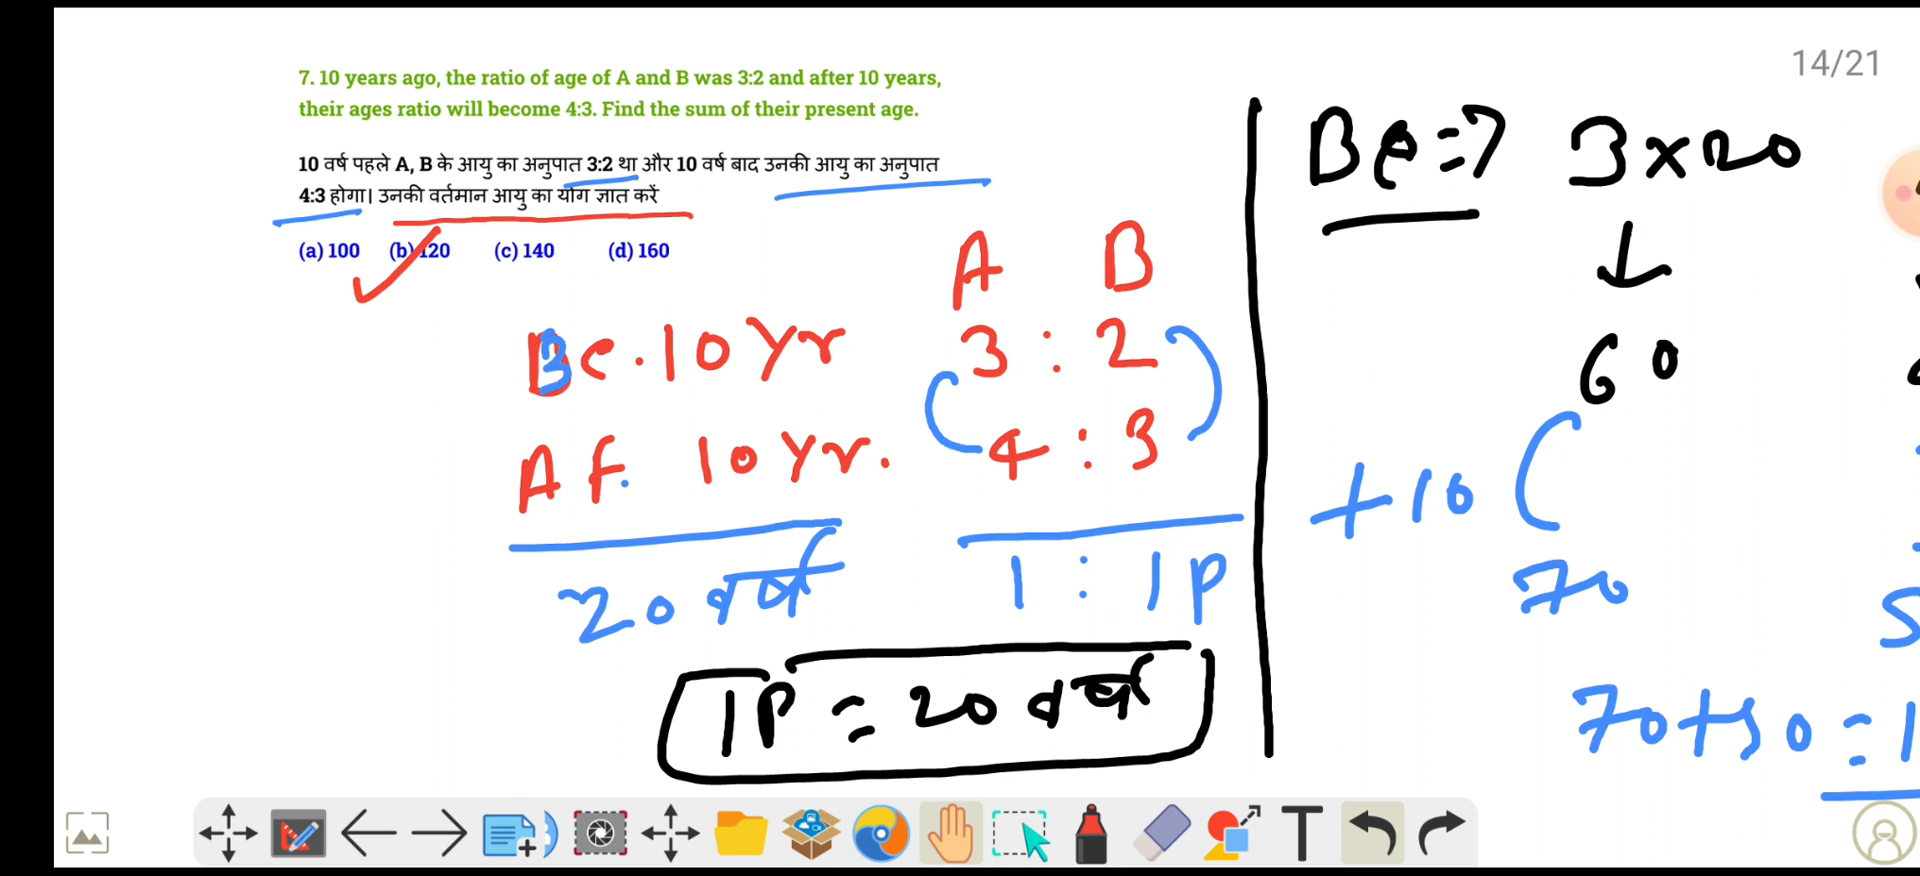 14/21
7. 10 years ago, the ratio of age of A and B was 3:2 and after 10 years,
their ages ratio will become 4:3. Find the sum of their present age.
10 वर्ष पहले A, B के आयु का अनुपात 3:2 था और 10 वर्ष बाद उनकी आयु का अनुपात
4:3 होगा। उनकी वर्तमान आयु का योग ज्ञात करें
(a) 100 (b) 120 (c) 140 (d) 160
A B
Be. 10 Yr 3 : 2
Af. 10 Yr. 4 : 3
20 वर्ष 1 : 1P
1P = 20 वर्ष
Be =7 3 x 20
↓
60
+10
70
70+50 = 1
T